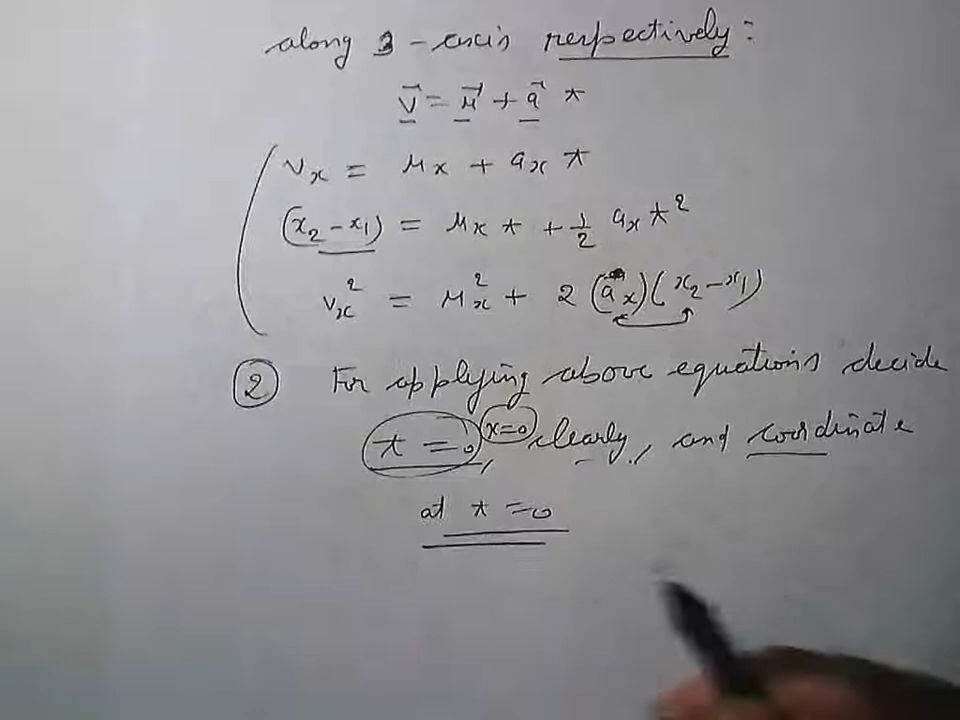 along 3-axis respectively:
v⃗ = u⃗ + a⃗ t
vx = ux + ax t
(x2 - x1) = ux t + 1/2 ax t²
vx² = ux² + 2 (ax)(x2 - x1)
② For applying above equations decide
t = 0, x=0 clearly, and coordinate
at t = 0